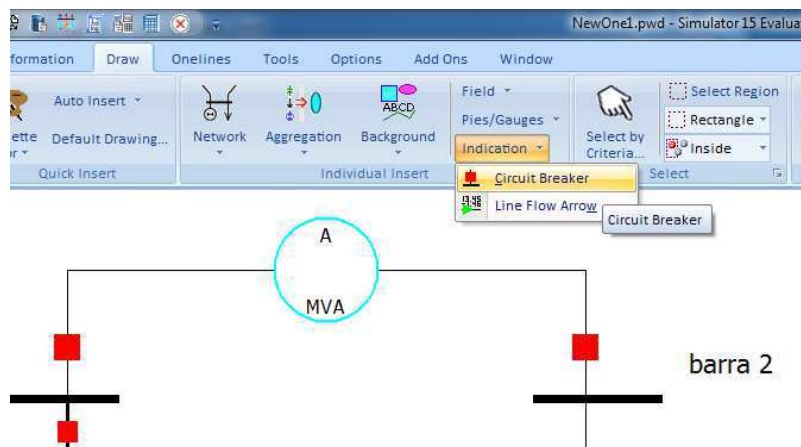 NewOne1.pwd - Simulator 15 Evalua
formation Draw Onelines Tools Options Add Ons Window
Auto Insert
ette Default Drawing...
Quick Insert
Network Aggregation Background
ABCD
Field
Pies/Gauges
Indication
Individual Insert
Select by
Criteria...
Select Region
Rectangle
Inside
Select
Circuit Breaker
Line Flow Arrow
Circuit Breaker
A
MVA
barra 2